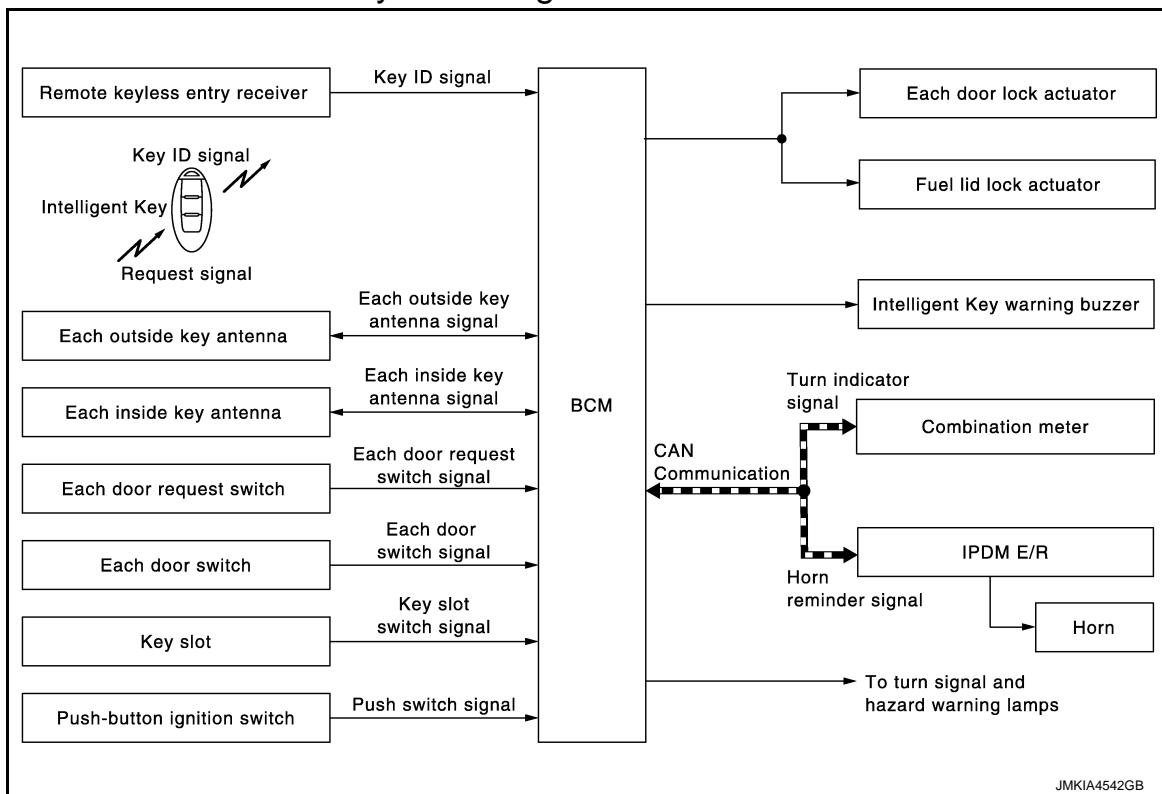 Remote keyless entry receiver
Key ID signal
Key ID signal
Intelligent Key
Request signal
Each outside key antenna
Each outside key
antenna signal
Each inside key antenna
Each inside key
antenna signal
Each door request switch
Each door request
switch signal
Each door switch
Each door
switch signal
Key slot
Key slot
switch signal
Push-button ignition switch
Push switch signal
BCM
Each door lock actuator
Fuel lid lock actuator
Intelligent Key warning buzzer
Turn indicator
signal
Combination meter
CAN
Communication
IPDM E/R
Horn
reminder signal
Horn
To turn signal and
hazard warning lamps
JMKIA4542GB